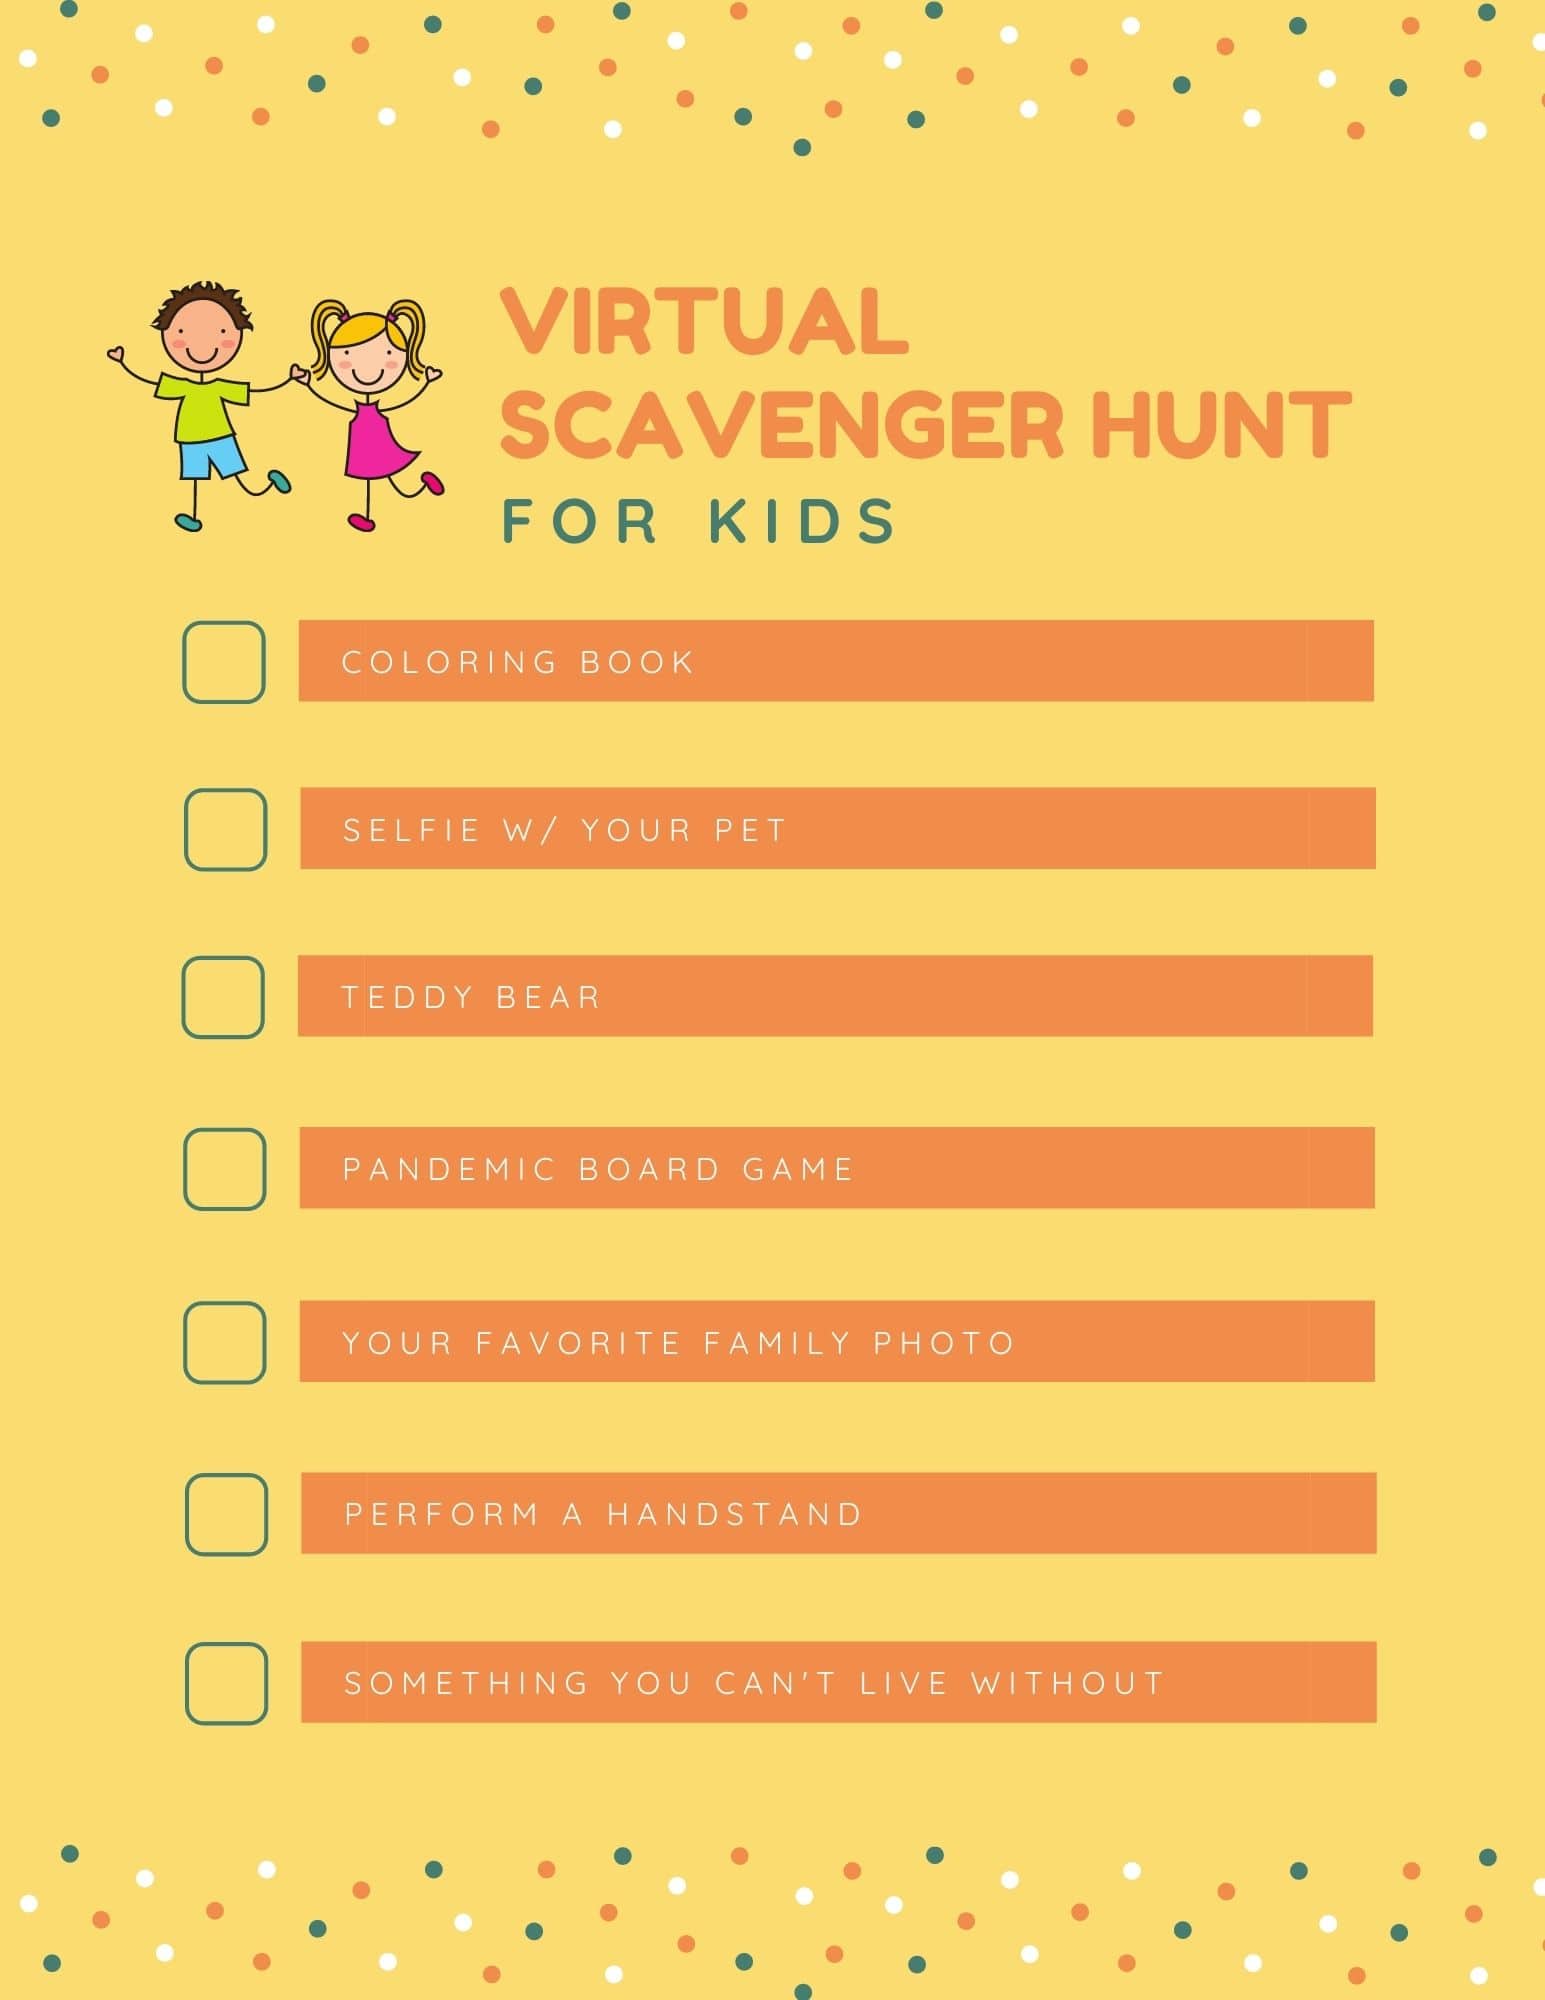 VIRTUAL
SCAVENGER HUNT
FOR KIDS
COLORING BOOK
SELFIE W/ YOUR PET
TEDDY BEAR
PANDEMIC BOARD GAME
YOUR FAVORITE FAMILY PHOTO
PERFORM A HANDSTAND
SOMETHING YOU CAN'T LIVE WITHOUT